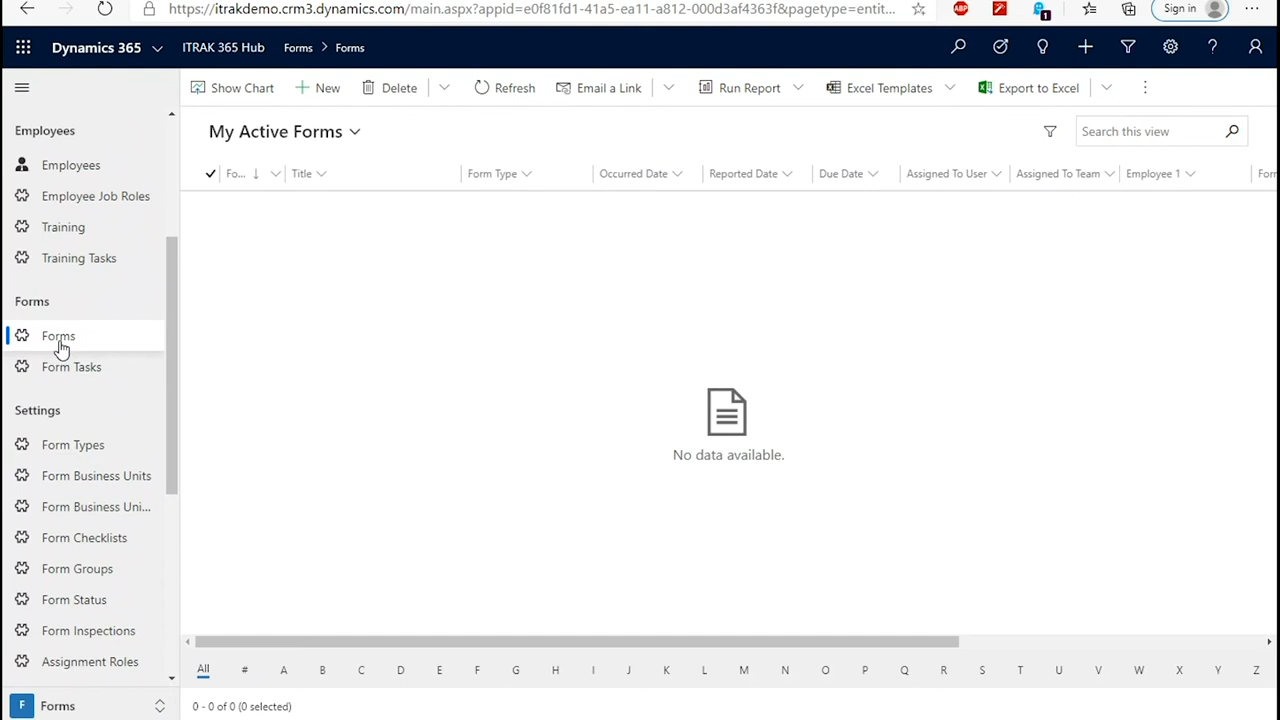 https://itrakdemo.crm3.dynamics.com/main.aspx?appid=e0f81fd1-41a5-ea11-a812-000d3af4363f&pagetype=entit...
ABP
1
Sign in
Dynamics 365
ITRAK 365 Hub
Forms > Forms
Show Chart
New
Delete
Refresh
Email a Link
Run Report
Excel Templates
Export to Excel
Employees
Employees
Employee Job Roles
Training
Training Tasks
Forms
Forms
Form Tasks
Settings
Form Types
Form Business Units
Form Business Uni...
Form Checklists
Form Groups
Form Status
Form Inspections
Assignment Roles
F Forms
My Active Forms
Search this view
Fo... Title Form Type Occurred Date Reported Date Due Date Assigned To User Assigned To Team Employee 1 Forr
No data available.
All # A B C D E F G H I J K L M N O P Q R S T U V W X Y Z
0 - 0 of 0 (0 selected)